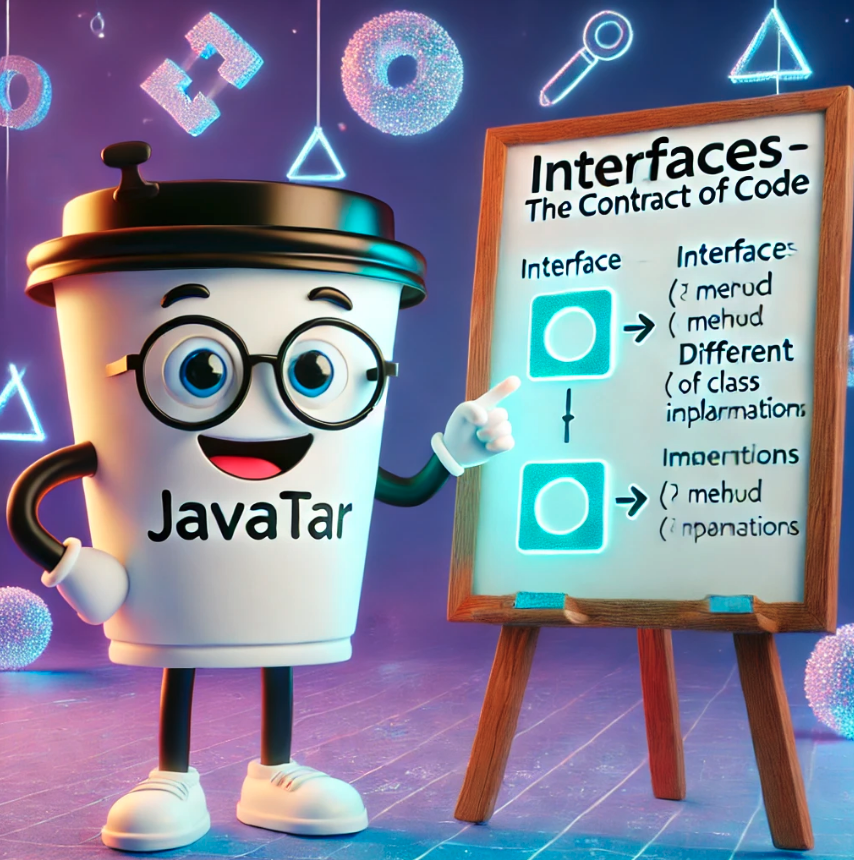 JavaTar
Interfaces-
The Contract of Code
Interface
Interfaces
(? merud
( mehud
Different
(of class
inplarmations
Imoentions
(? mehud